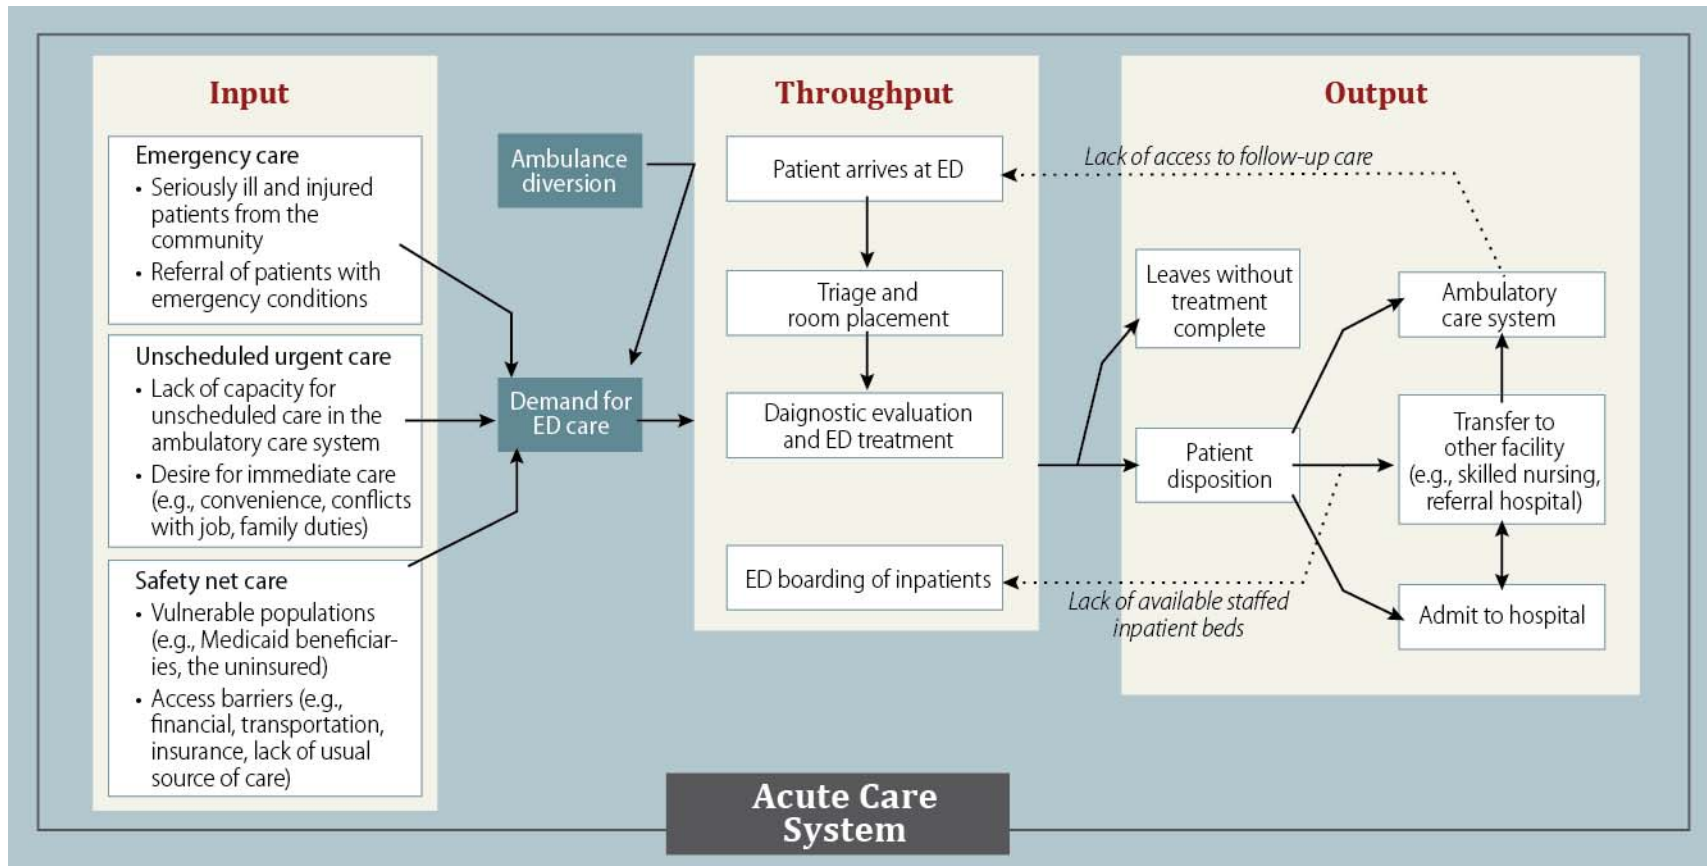 Input
Emergency care
• Seriously ill and injured
patients from the
community
• Referral of patients with
emergency conditions
Unscheduled urgent care
• Lack of capacity for
unscheduled care in the
ambulatory care system
• Desire for immediate care
(e.g., convenience, conflicts
with job, family duties)
Safety net care
• Vulnerable populations
(e.g., Medicaid beneficiar-
ies, the uninsured)
• Access barriers (e.g.,
financial, transportation,
insurance, lack of usual
source of care)
Ambulance
diversion
Demand for
ED care
Throughput
Patient arrives at ED
Triage and
room placement
Daignostic evaluation
and ED treatment
ED boarding of inpatients
Output
Lack of access to follow-up care
Leaves without
treatment
complete
Ambulatory
care system
Patient
disposition
Transfer to
other facility
(e.g., skilled nursing,
referral hospital)
Lack of available staffed
inpatient beds
Admit to hospital
Acute Care
System